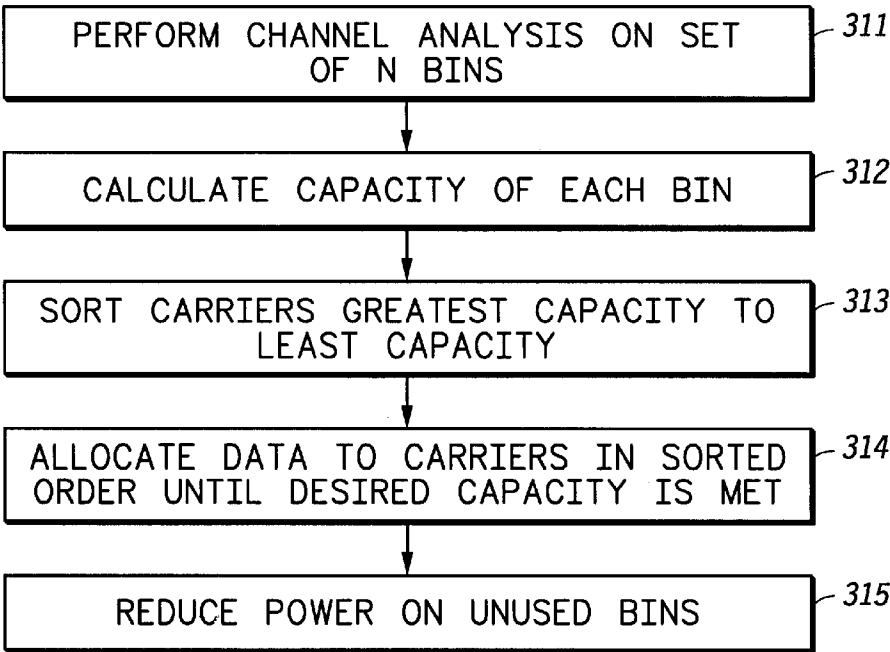 PERFORM CHANNEL ANALYSIS ON SET
OF N BINS
311
CALCULATE CAPACITY OF EACH BIN
312
SORT CARRIERS GREATEST CAPACITY TO
LEAST CAPACITY
313
ALLOCATE DATA TO CARRIERS IN SORTED
ORDER UNTIL DESIRED CAPACITY IS MET
314
REDUCE POWER ON UNUSED BINS
315